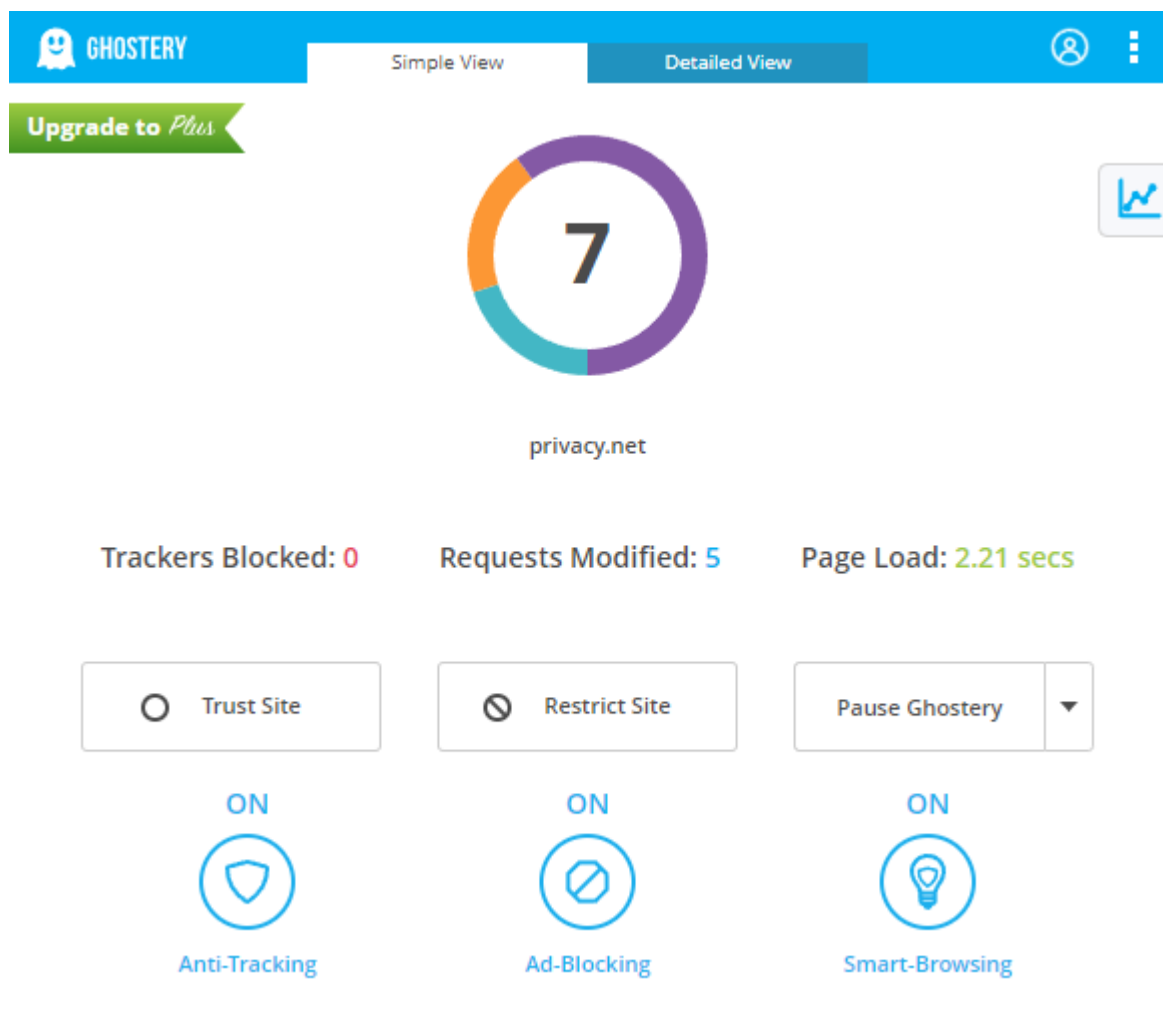 GHOSTERY
Simple View
Detailed View
Upgrade to Plus
7
privacy.net
Trackers Blocked: 0
Requests Modified: 5
Page Load: 2.21 secs
Trust Site
Restrict Site
Pause Ghostery
ON
ON
ON
Anti-Tracking
Ad-Blocking
Smart-Browsing